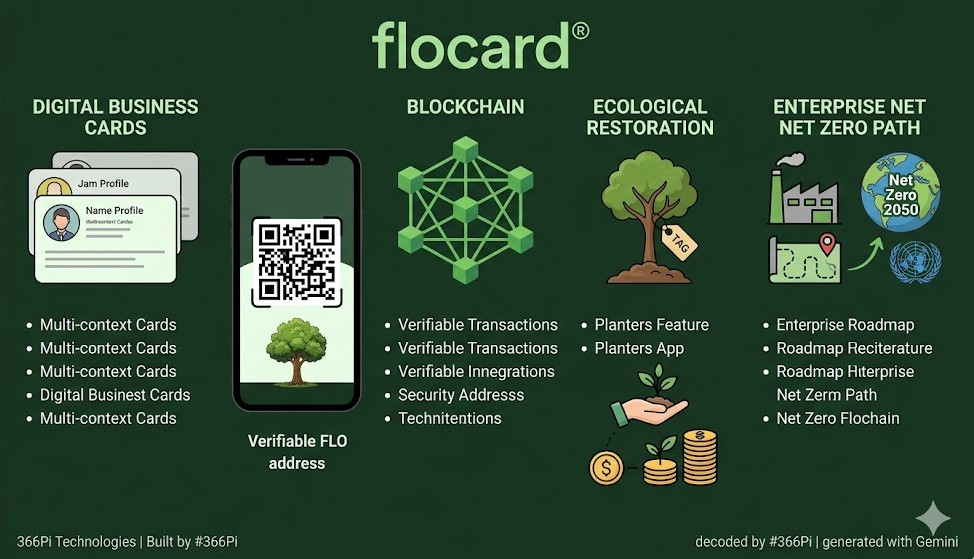 flocard®
DIGITAL BUSINESS
CARDS
Jam Profile
Name Profile
Multincontext Cardas
• Multi-context Cards
• Multi-context Cards
• Multi-context Cards
• Digital Businest Cards
• Multi-context Cards
Verifiable FLO
address
BLOCKCHAIN
• Verifiable Transactions
• Verifiable Transactions
• Verifiable Innegrations
• Security Addresss
• Technitentions
ECOLOGICAL
RESTORATION
TAG
• Planters Feature
• Planters App
$
$
ENTERPRISE NET
NET ZERO PATH
Net
Zero
2050
• Enterprise Roadmap
• Roadmap Reciterature
• Roadmap Hterprise
Net Zerm Path
• Net Zero Flochain
366Pi Technologies | Built by #366Pi
decoded by #366Pi | generated with Gemini